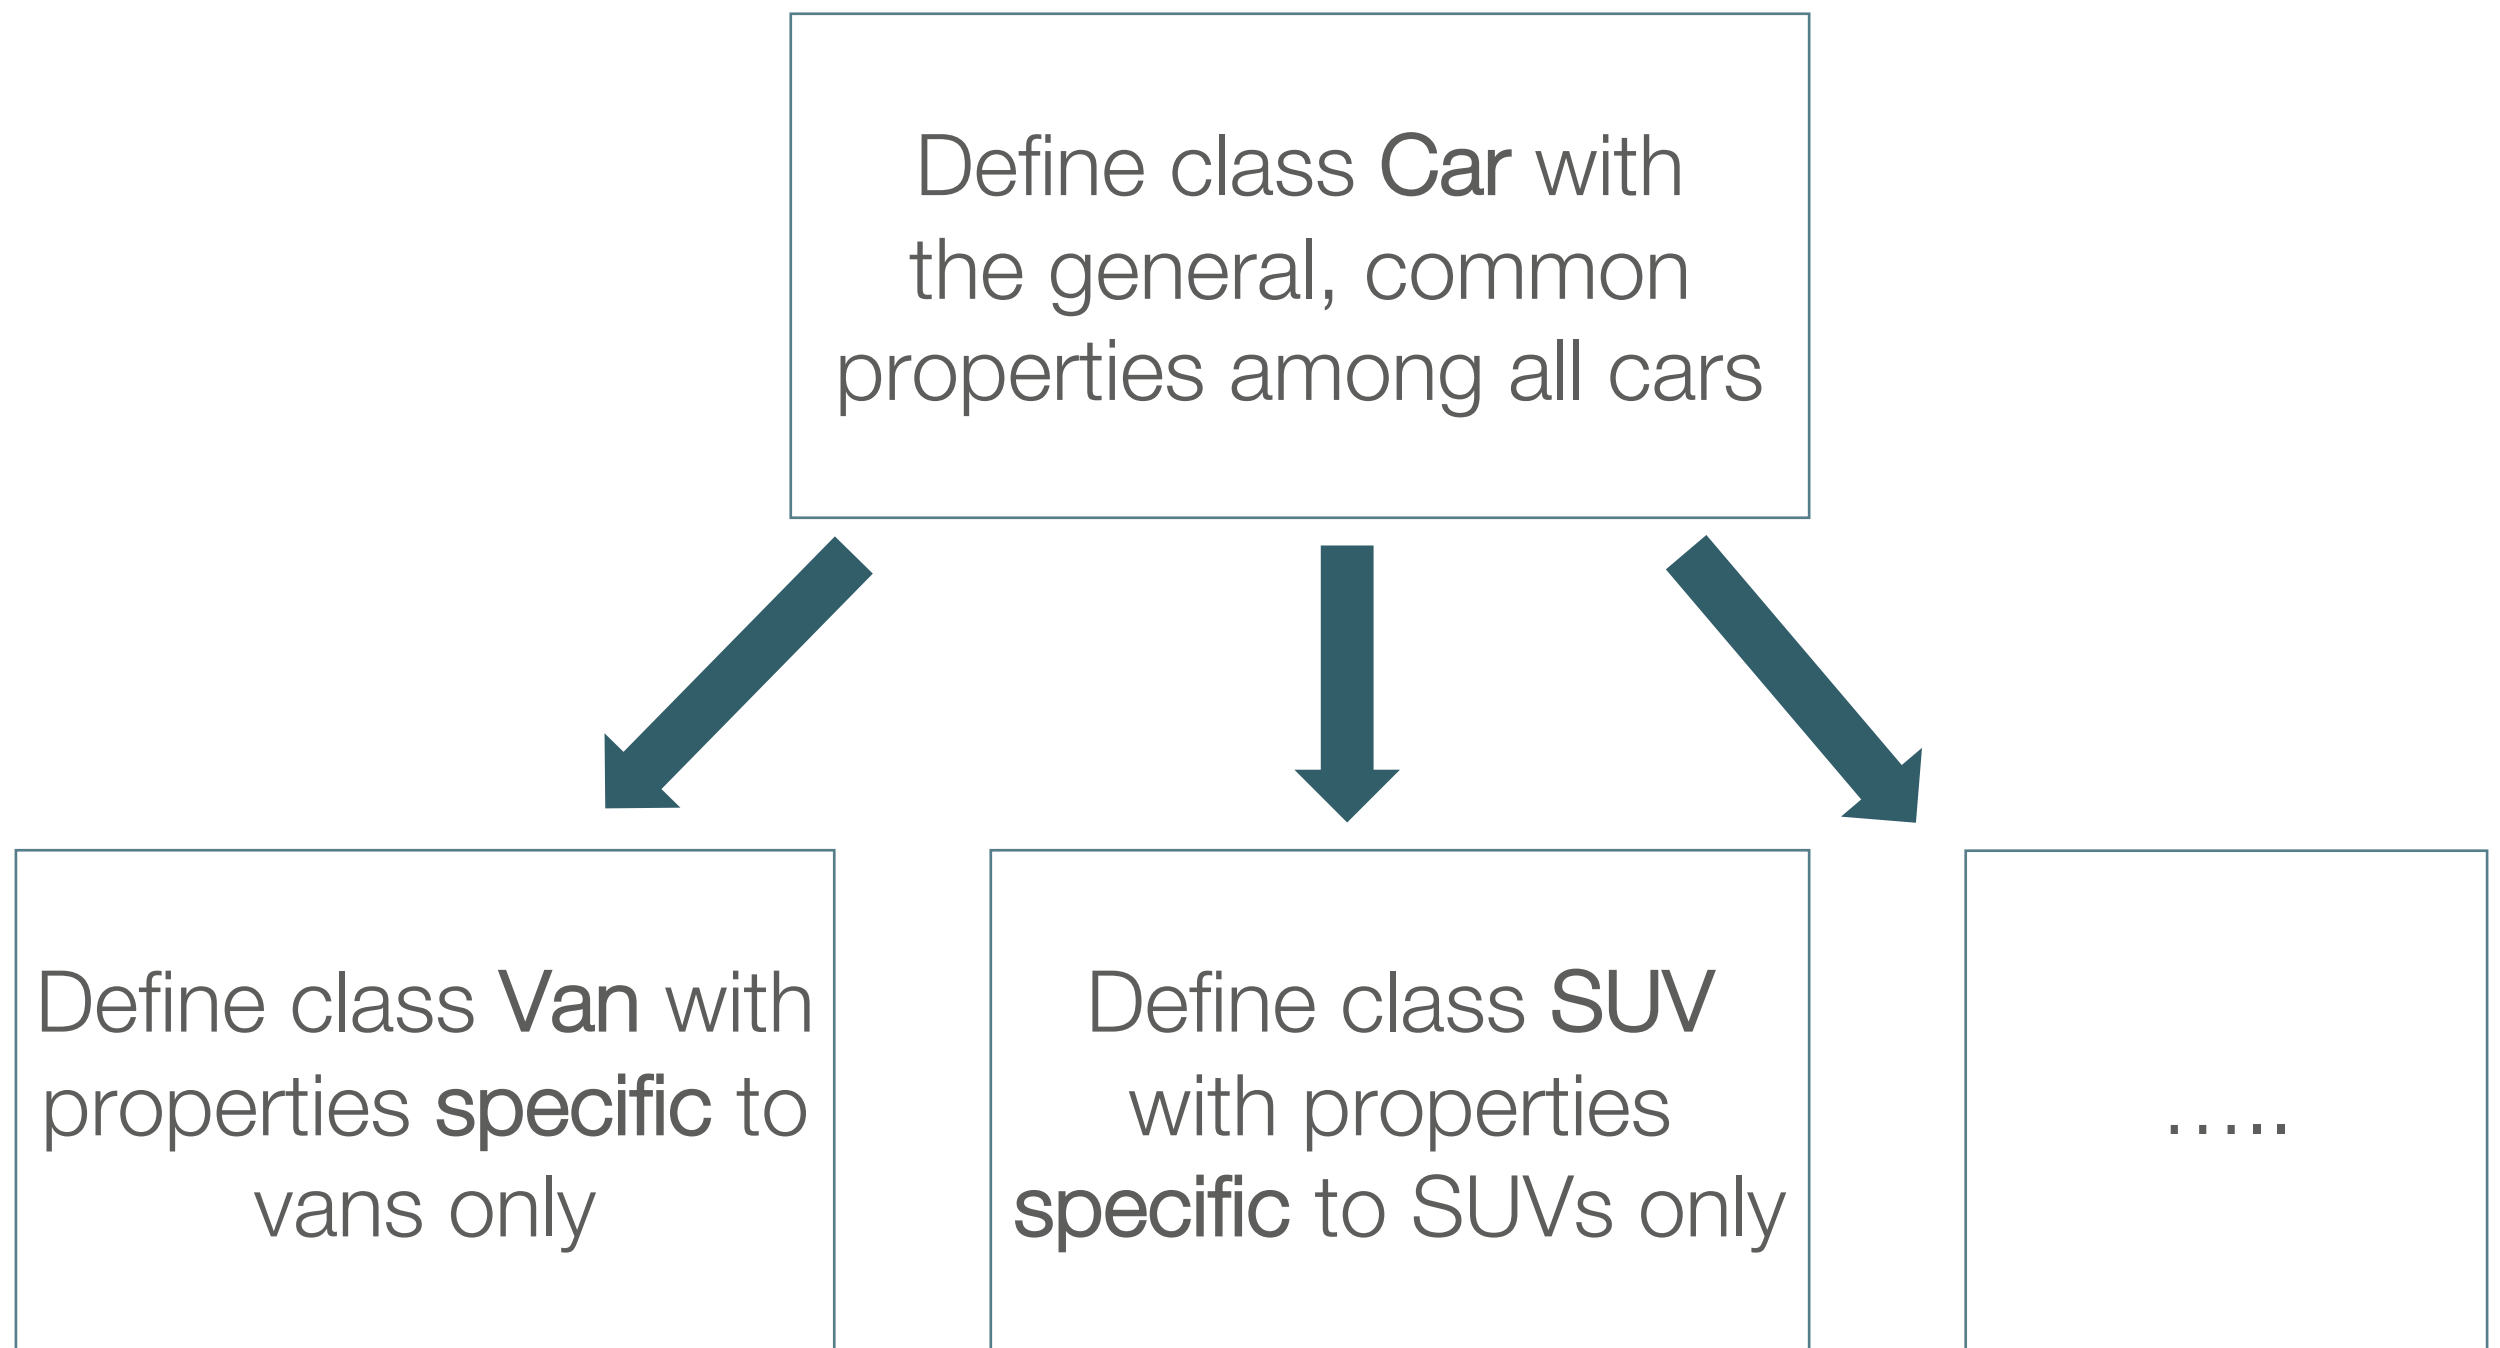 Define class Car with
the general, common
properties among all cars
Define class Van with
properties specific to
vans only
Define class SUV
with properties
specific to SUVs only
.....